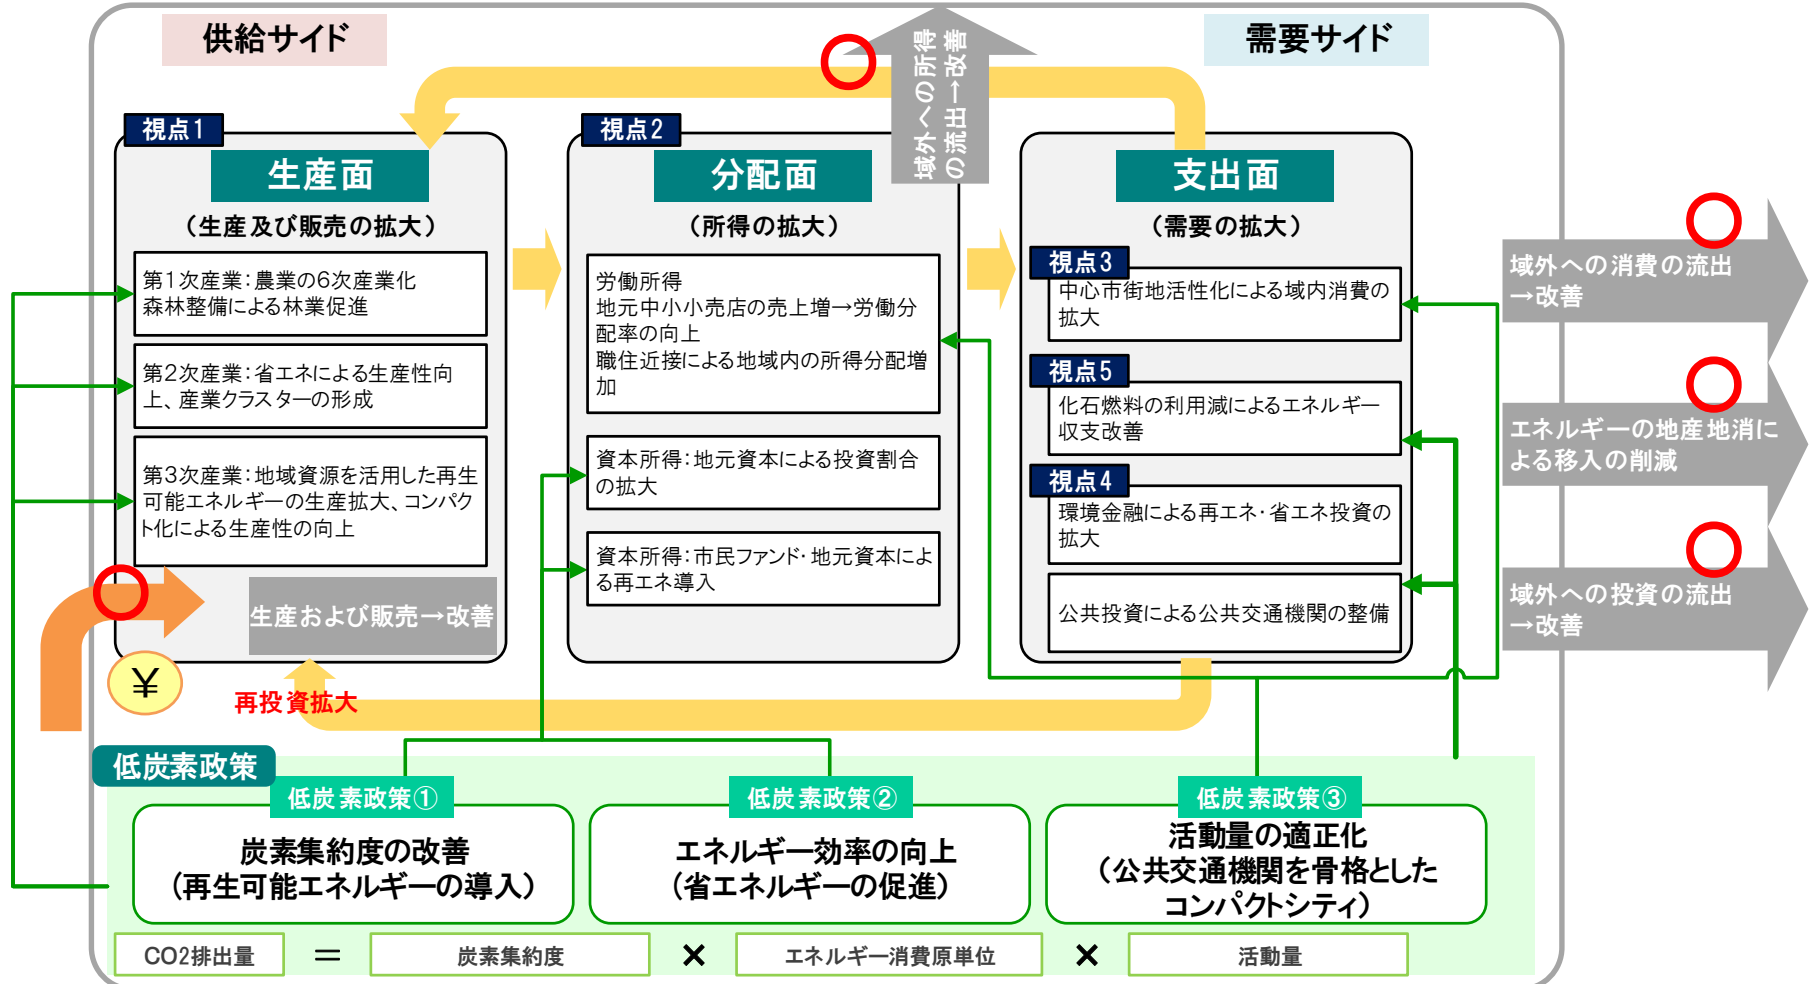 供給サイド
需要サイド
域外への所得
の流出→改善
視点1
生産面
（生産及び販売の拡大）
第1次産業：農業の6次産業化
森林整備による林業促進
第2次産業：省エネによる生産性向
上、産業クラスターの形成
第3次産業：地域資源を活用した再生
可能エネルギーの生産拡大、コンパク
ト化による生産性の向上
生産および販売→改善
¥
再投資拡大
視点2
分配面
（所得の拡大）
労働所得
地元中小小売店の売上増→労働分
配率の向上
職住近接による地域内の所得分配増
加
資本所得：地元資本による投資割合
の拡大
資本所得：市民ファンド・地元資本によ
る再エネ導入
支出面
（需要の拡大）
視点3
中心市街地活性化による域内消費の
拡大
視点5
化石燃料の利用減によるエネルギー
収支改善
視点4
環境金融による再エネ・省エネ投資の
拡大
公共投資による公共交通機関の整備
域外への消費の流出
→改善
エネルギーの地産地消に
よる移入の削減
域外への投資の流出
→改善
低炭素政策
低炭素政策①
炭素集約度の改善
（再生可能エネルギーの導入）
低炭素政策②
エネルギー効率の向上
（省エネルギーの促進）
低炭素政策③
活動量の適正化
（公共交通機関を骨格とした
コンパクトシティ）
CO2排出量 ＝ 炭素集約度 × エネルギー消費原単位 × 活動量